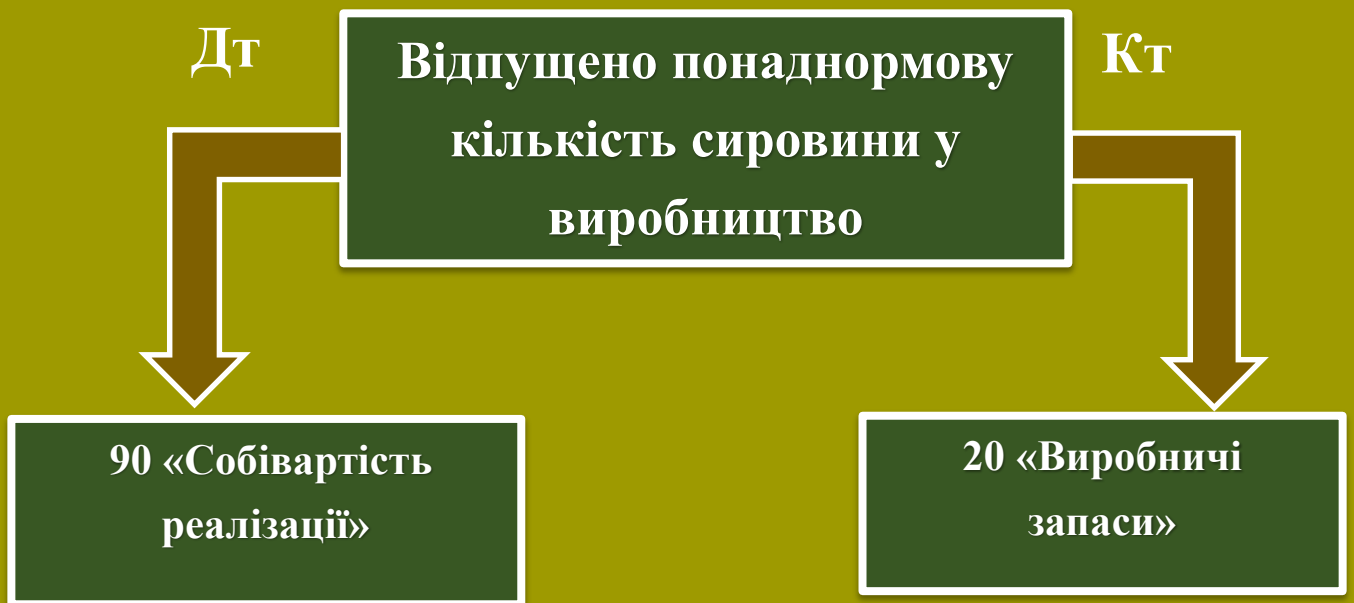 Дт
Відпущено понаднормову
кількість сировини у
виробництво
Кт
90 «Собівартість
реалізації»
20 «Виробничі
запаси»